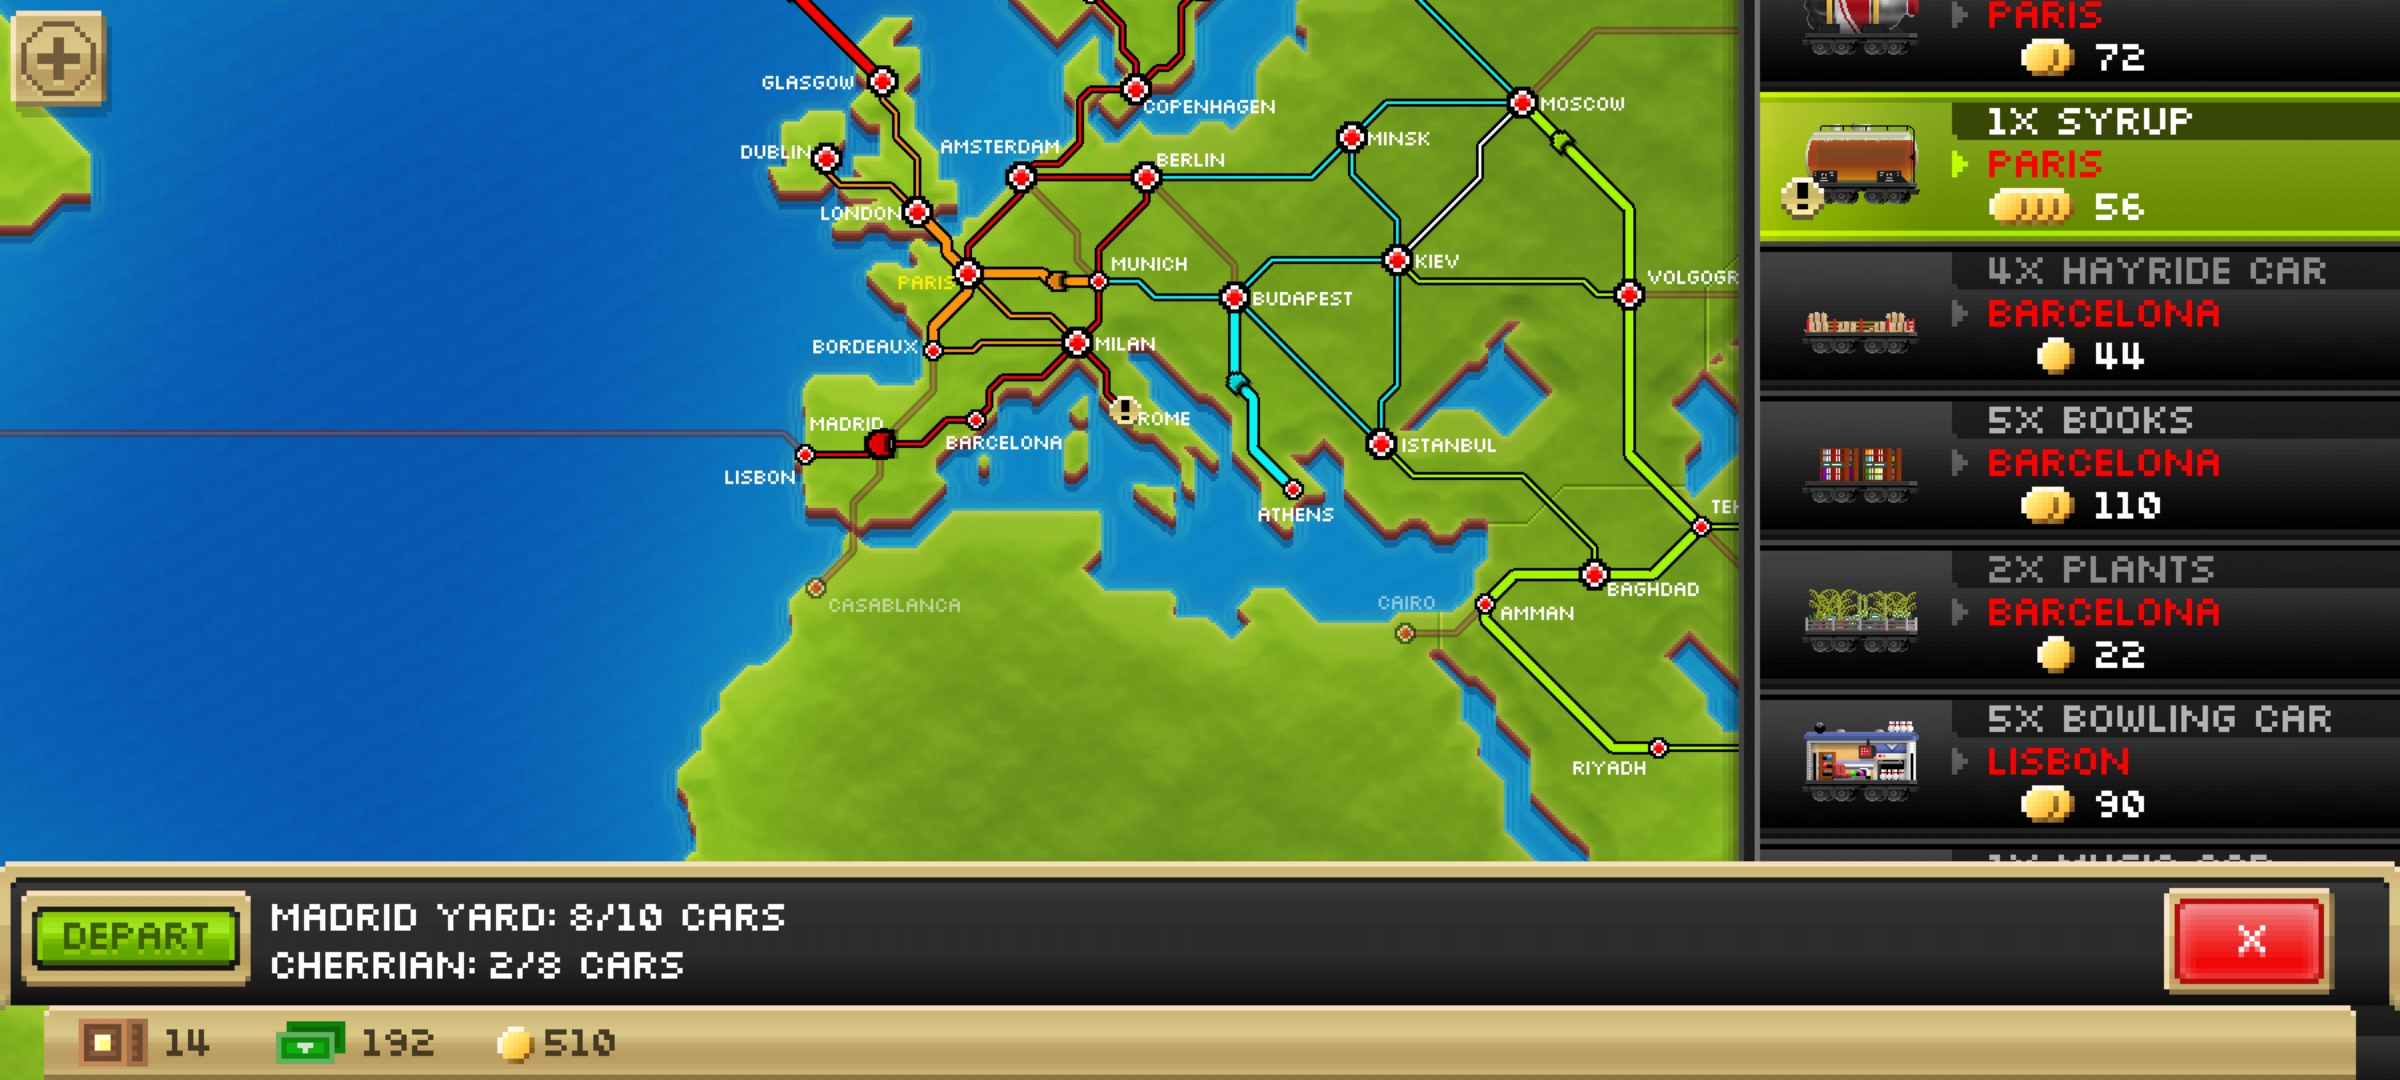 GLASGOW
COPENHAGEN
MOSCOW
DUBLIN
AMSTERDAM
BERLIN
MINSK
LONDON
PARIS
MUNICH
KIEV
BUDAPEST
BORDEAUX
MILAN
MADRID
BARCELONA
ROME
LISBON
ISTANBUL
ATHENS
CASABLANCA
CAIRO
AMMAN
BAGHDAD
RIYADH
VOLGOGR
TEH
PARIS
72
1X SYRUP
PARIS
56
4X HAYRIDE CAR
BARCELONA
44
5X BOOKS
BARCELONA
110
2X PLANTS
BARCELONA
22
5X BOWLING CAR
LISBON
90
DEPART
MADRID YARD: 8/10 CARS
CHERRIAN: 2/8 CARS
X
14
192
510